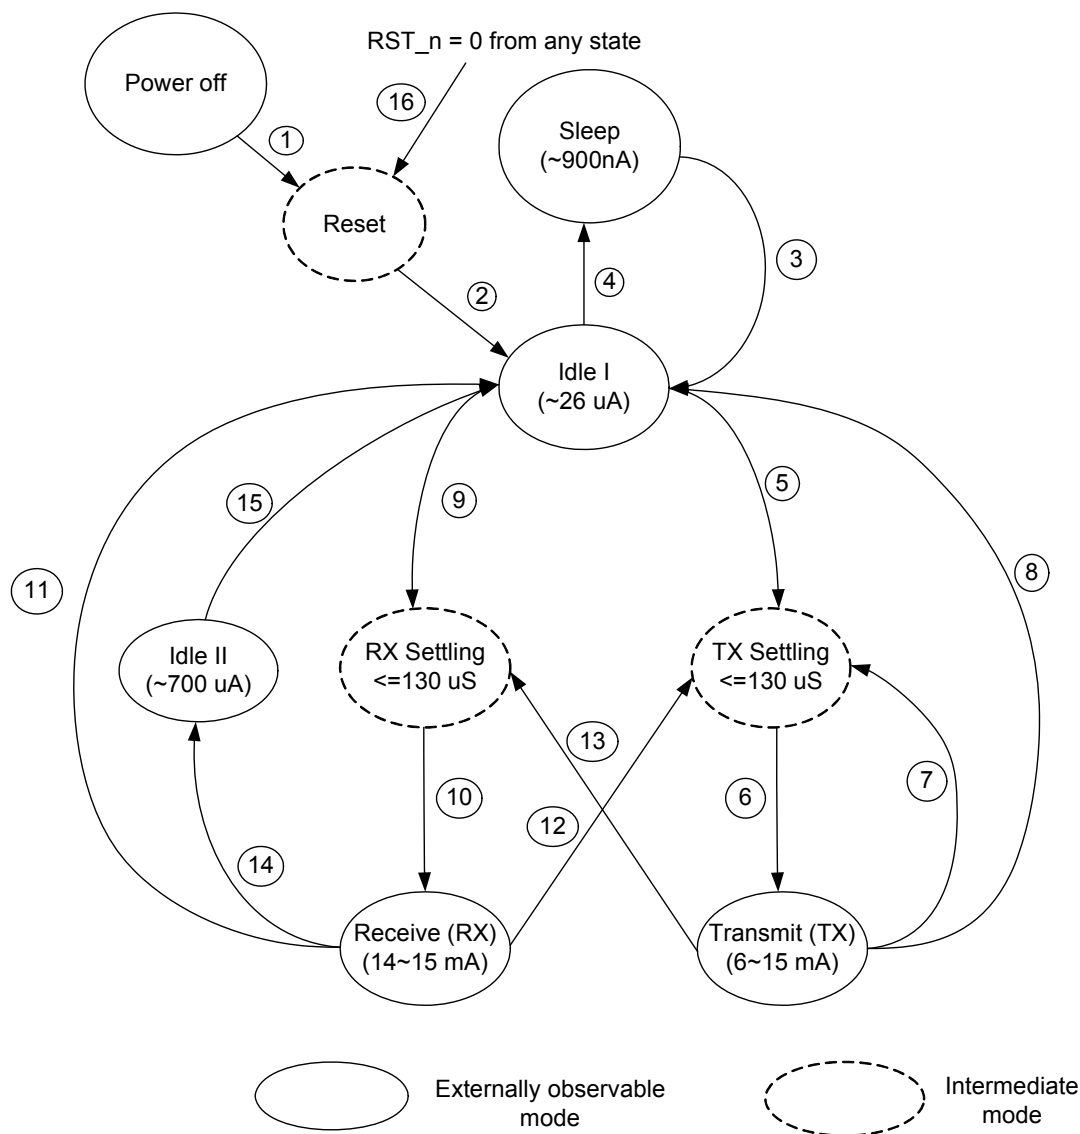 RST_n = 0 from any state
Power off
16
1
Sleep
(~900nA)
Reset
3
2
4
Idle I
(~26 uA)
15
9
5
11
8
Idle II
(~700 uA)
RX Settling
<=130 uS
TX Settling
<=130 uS
13
7
10
12
6
14
Receive (RX)
(14~15 mA)
Transmit (TX)
(6~15 mA)
Externally observable
mode
Intermediate
mode